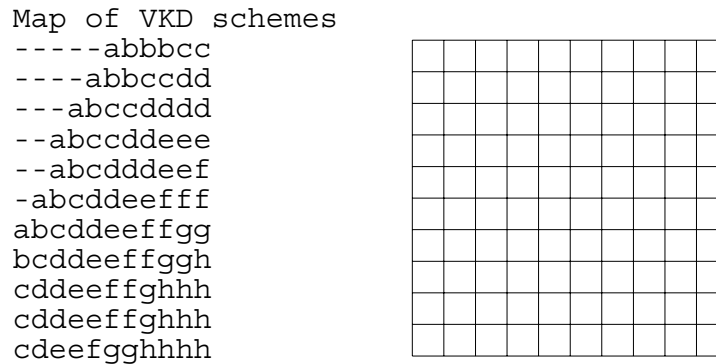 Map of VKD schemes
-----abbbcc
----abbccdd
---abccdddd
--abccddeee
--abcdddeef
-abcddeefff
abcddeeffgg
bcddeeffggh
cddeeffghhh
cddeeffghhh
cdeefgghhhh